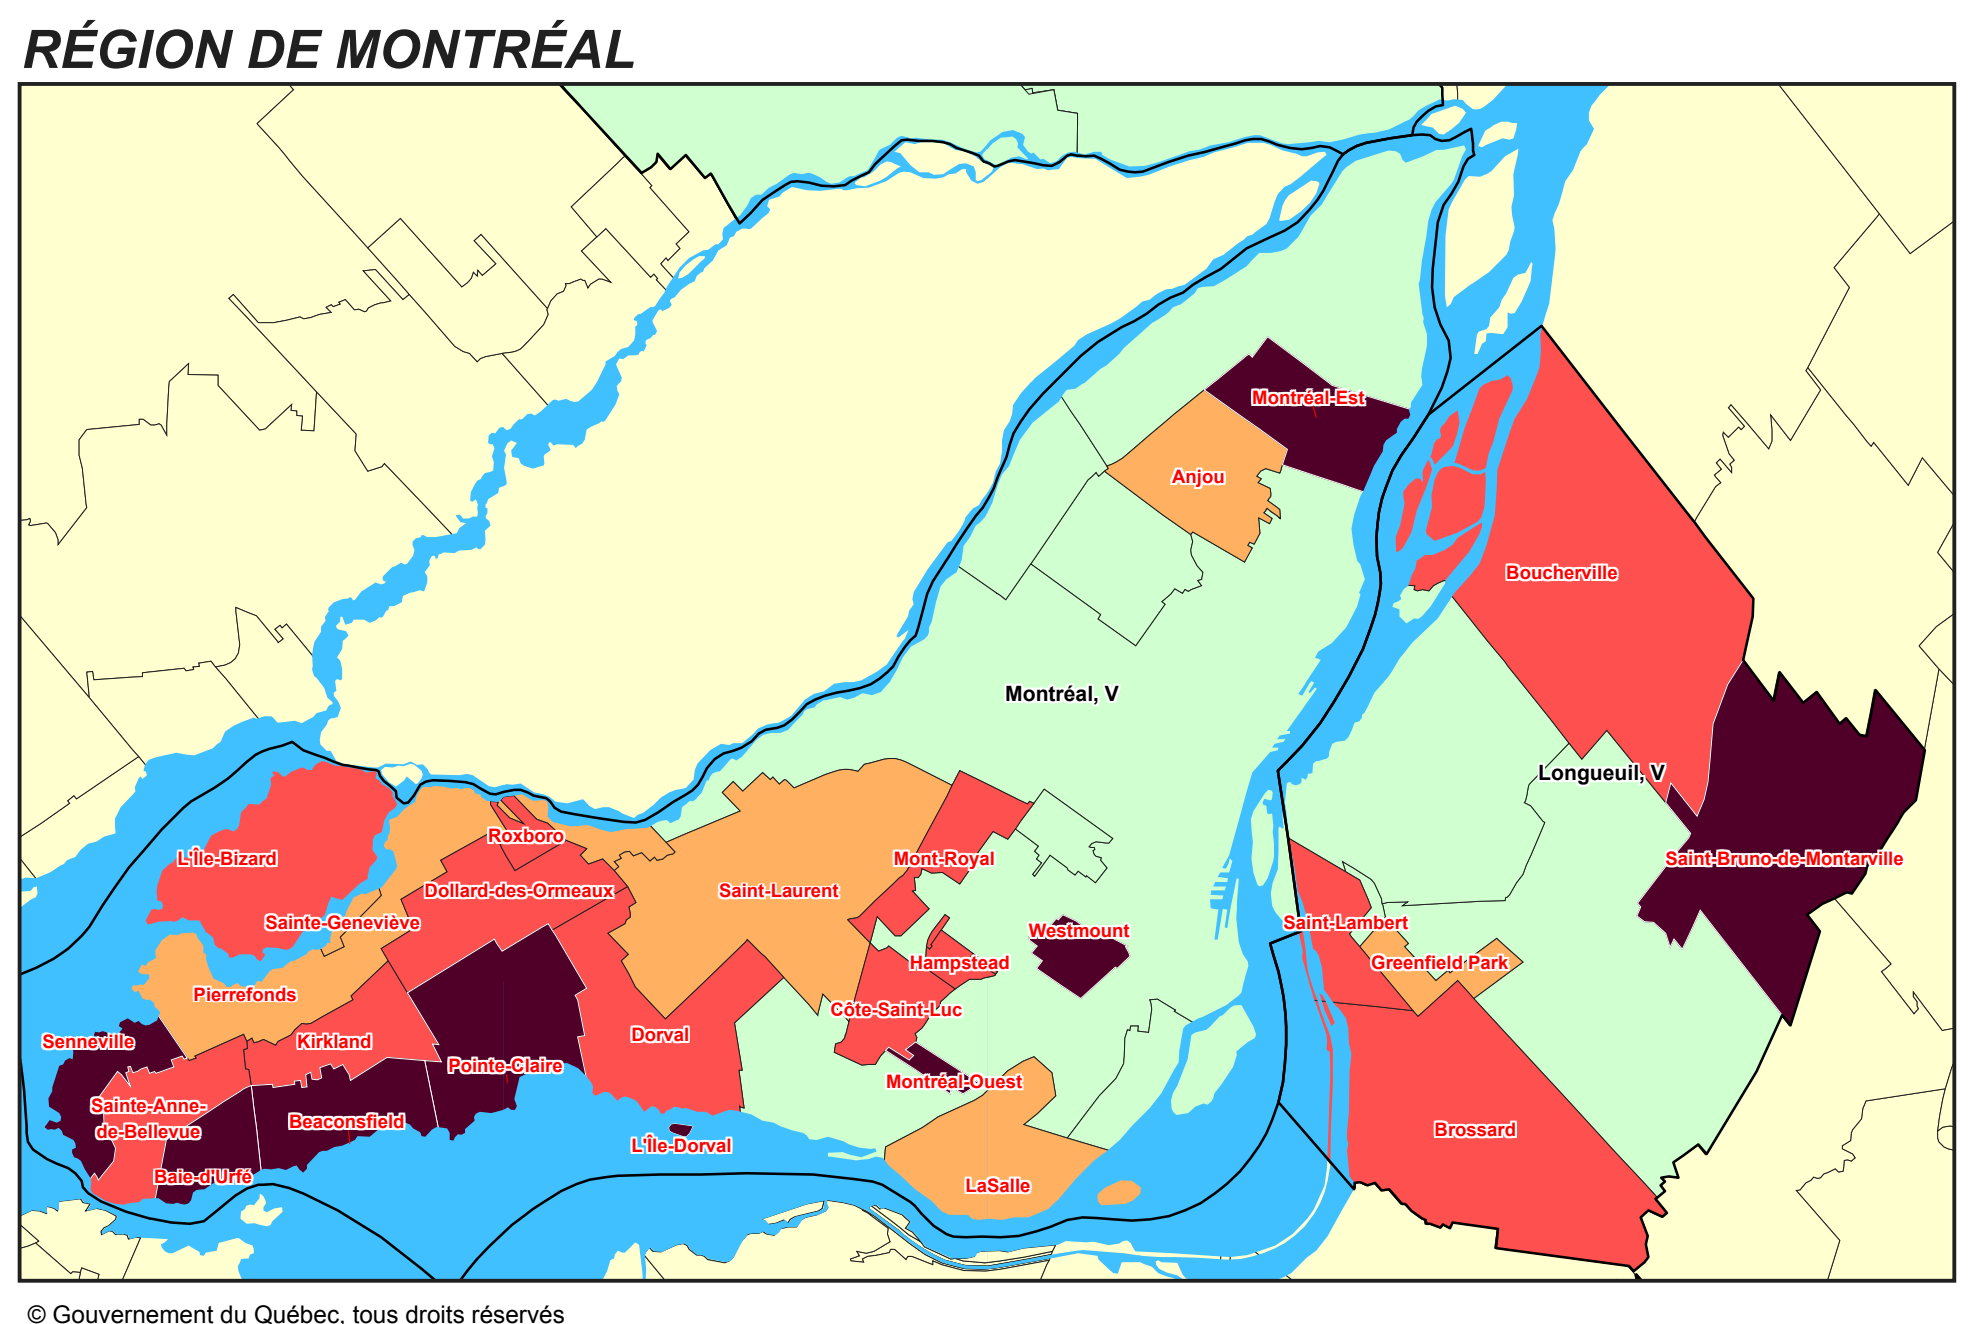 RÉGION DE MONTRÉAL
Montréal-Est
Anjou
Boucherville
Montréal, V
Longueuil, V
Roxboro
L'Île-Bizard
Mont-Royal
Saint-Bruno-de-Montarville
Dollard-des-Ormeaux
Saint-Laurent
Sainte-Geneviève
Saint-Lambert
Westmount
Hampstead
Greenfield Park
Pierrefonds
Côte-Saint-Luc
Senneville
Kirkland
Dorval
Pointe-Claire
Montréal-Ouest
Sainte-Anne-
de-Bellevue
Beaconsfield
Brossard
L'Île-Dorval
Baie-d'Urfé
LaSalle
© Gouvernement du Québec, tous droits réservés